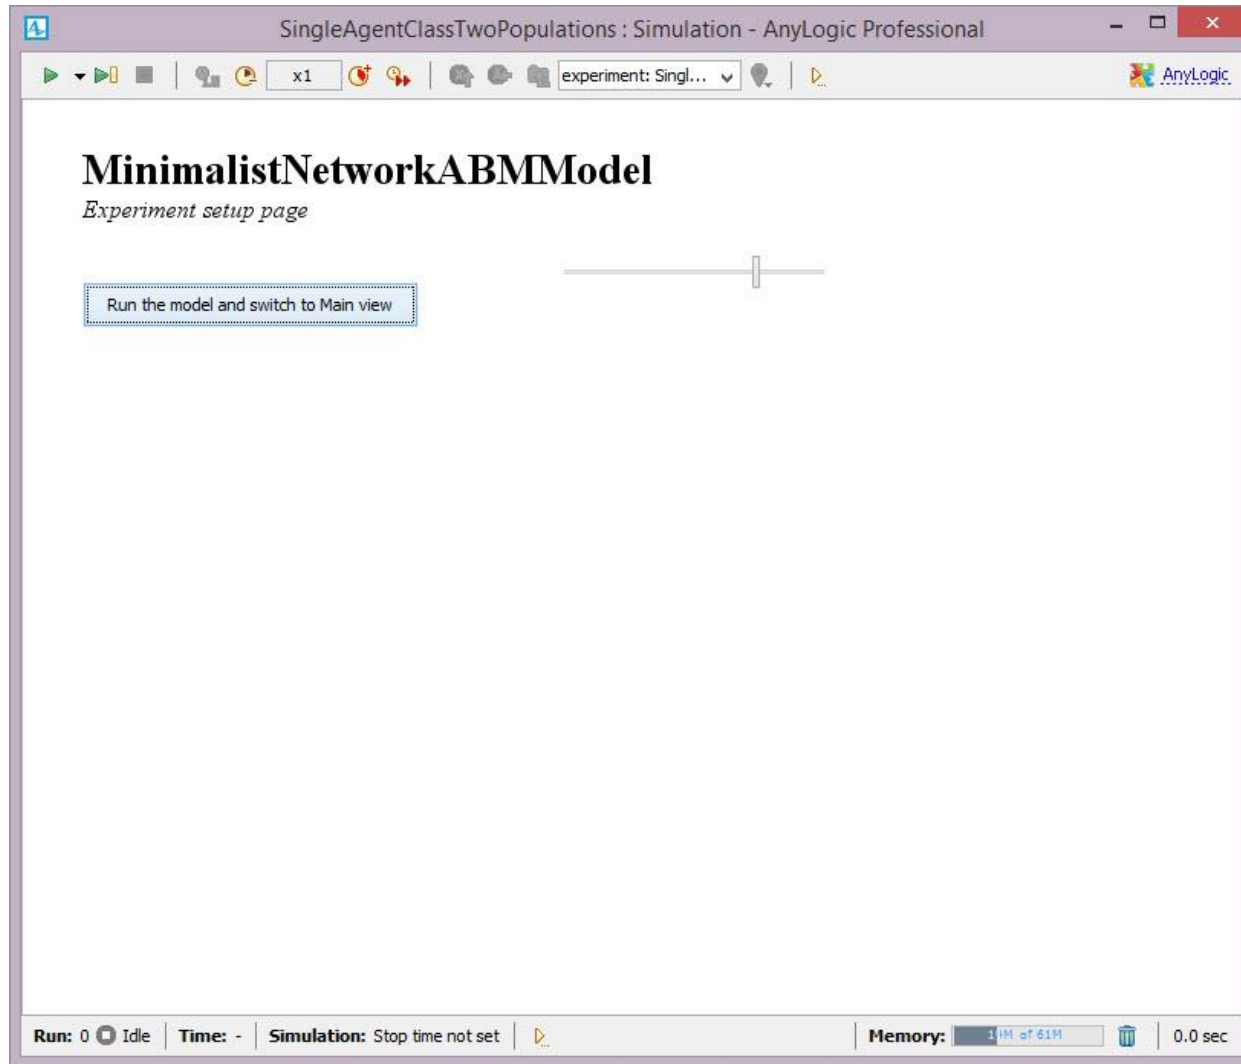 SingleAgentClassTwoPopulations : Simulation - AnyLogic Professional
x1 experiment: Singl... AnyLogic
MinimalistNetworkABMModel
Experiment setup page
Run the model and switch to Main view
Run: 0 Idle Time: - Simulation: Stop time not set Memory: of 61M 0.0 sec